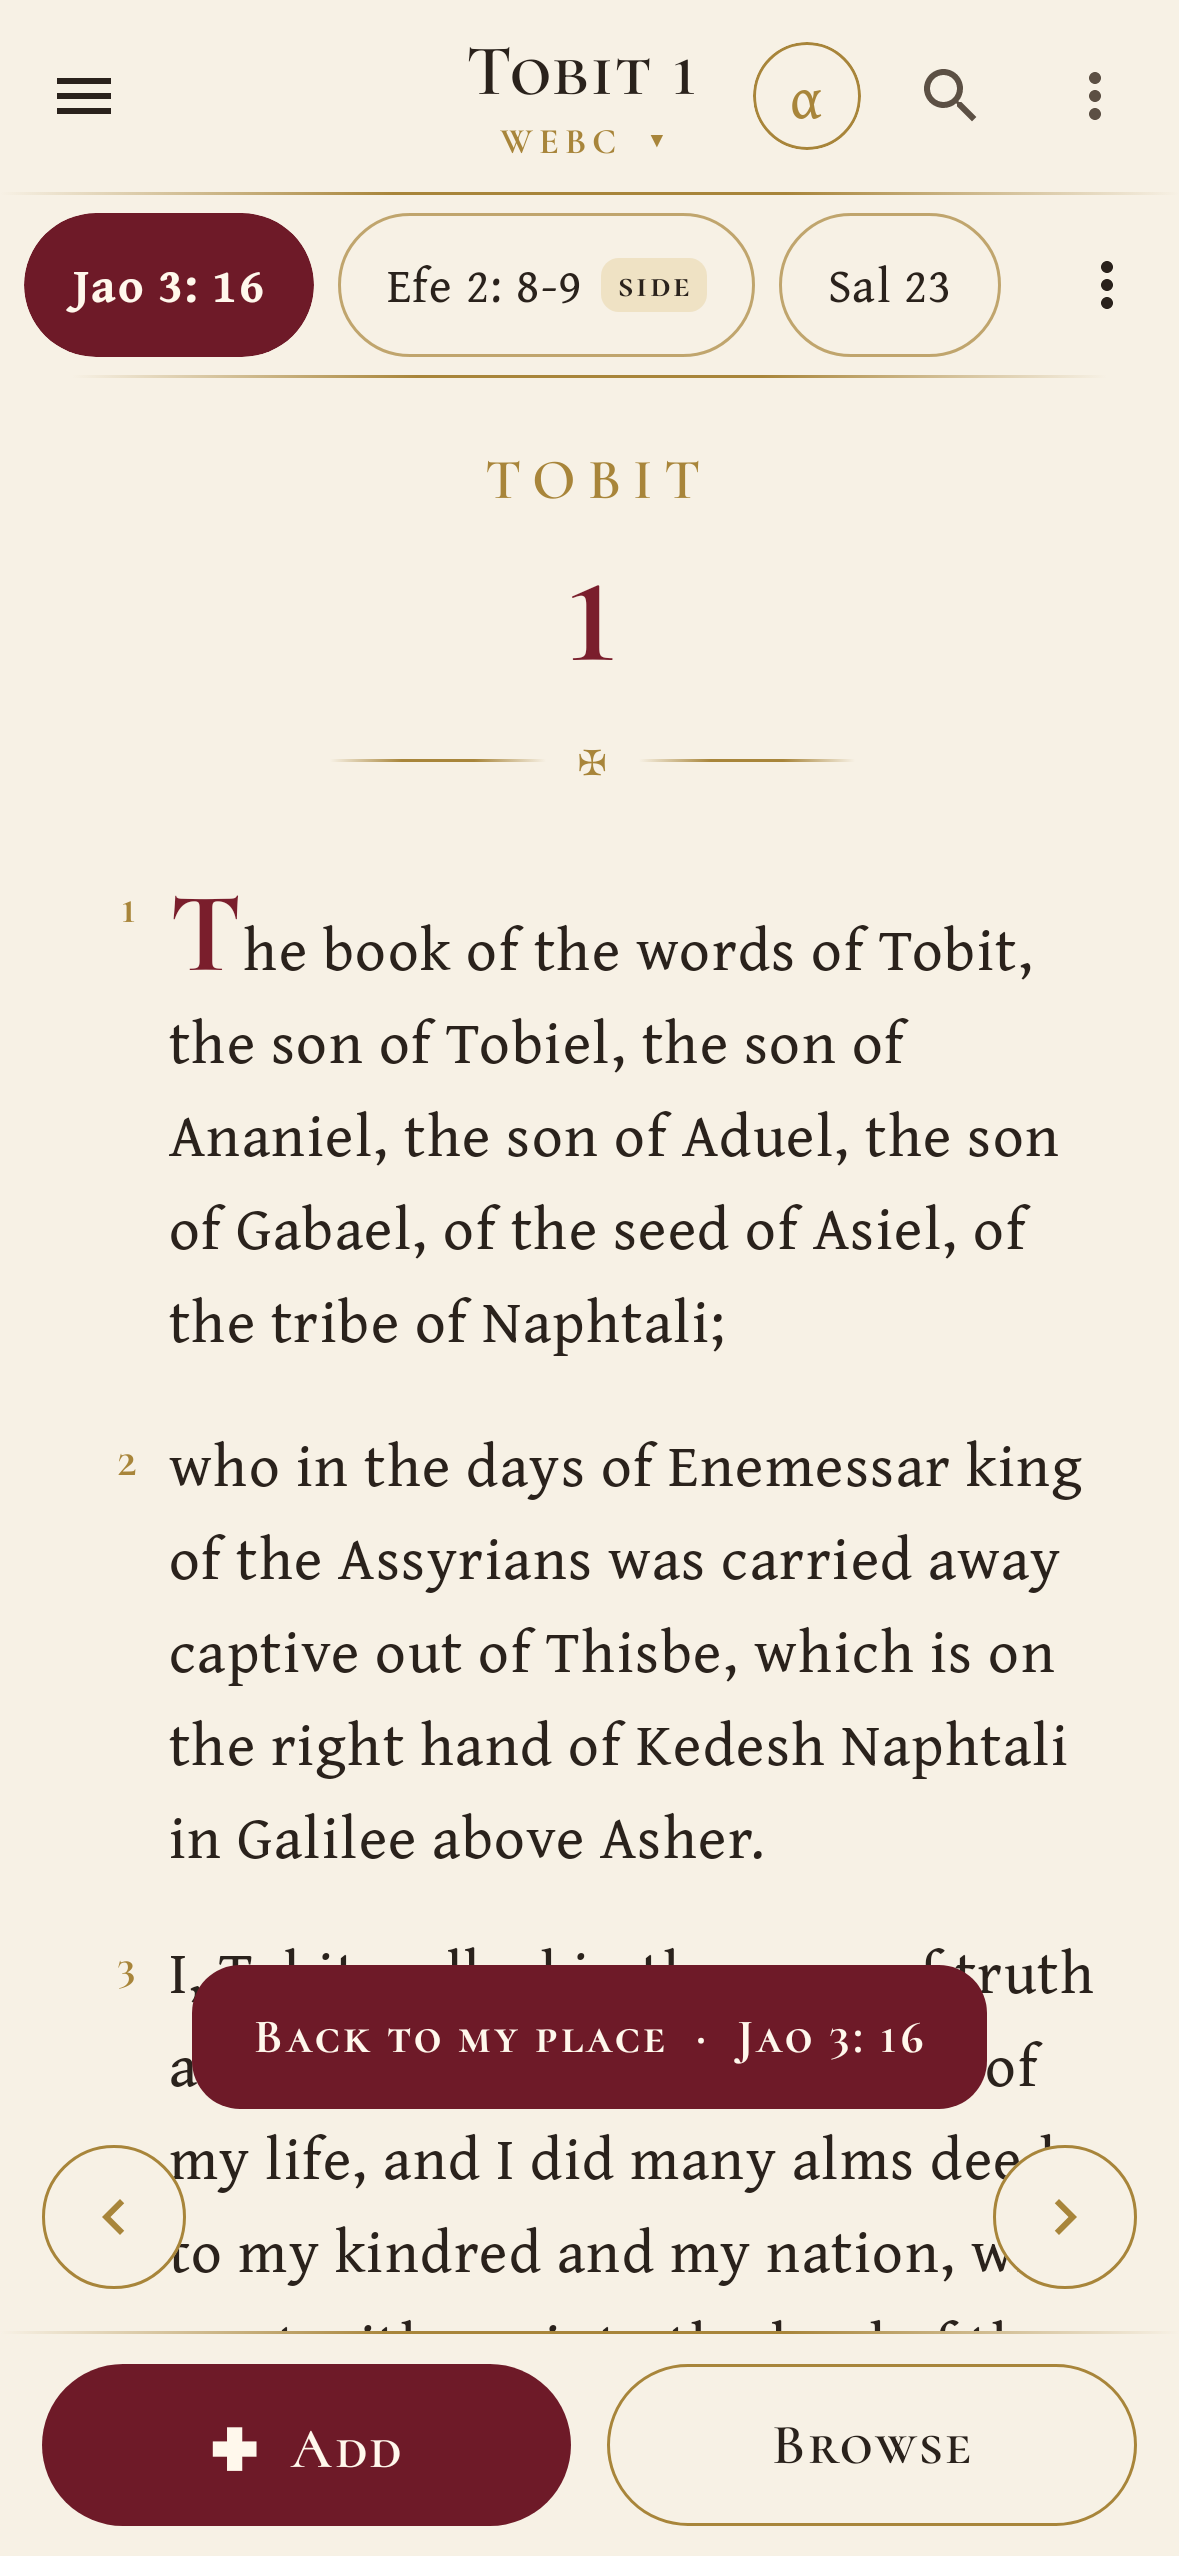 Tobit 1
WEBC ▼
α
Jao 3: 16
Efe 2: 8-9 SIDE
Sal 23
TOBIT
1
✠
1 The book of the words of Tobit,
the son of Tobiel, the son of
Ananiel, the son of Aduel, the son
of Gabael, of the seed of Asiel, of
the tribe of Naphtali;
2 who in the days of Enemessar king
of the Assyrians was carried away
captive out of Thisbe, which is on
the right hand of Kedesh Naphtali
in Galilee above Asher.
3 I, truth
of
Back to my place · Jao 3: 16
my life, and I did many alms
to my kindred and my nation,
Add
Browse